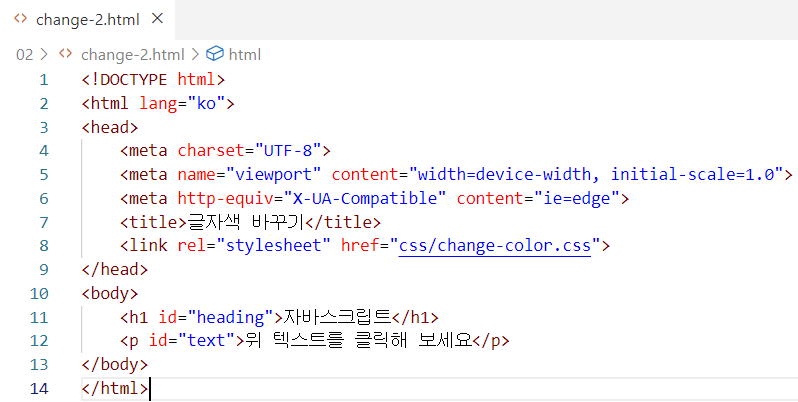 change-2.html ×
02 > change-2.html > html
1 <!DOCTYPE html>
2 <html lang="ko">
3 <head>
4 <meta charset="UTF-8">
5 <meta name="viewport" content="width=device-width, initial-scale=1.0">
6 <meta http-equiv="X-UA-Compatible" content="ie=edge">
7 <title>글자색 바꾸기</title>
8 <link rel="stylesheet" href="css/change-color.css">
9 </head>
10 <body>
11 <h1 id="heading">자바스크립트</h1>
12 <p id="text">위 텍스트를 클릭해 보세요</p>
13 </body>
14 </html>